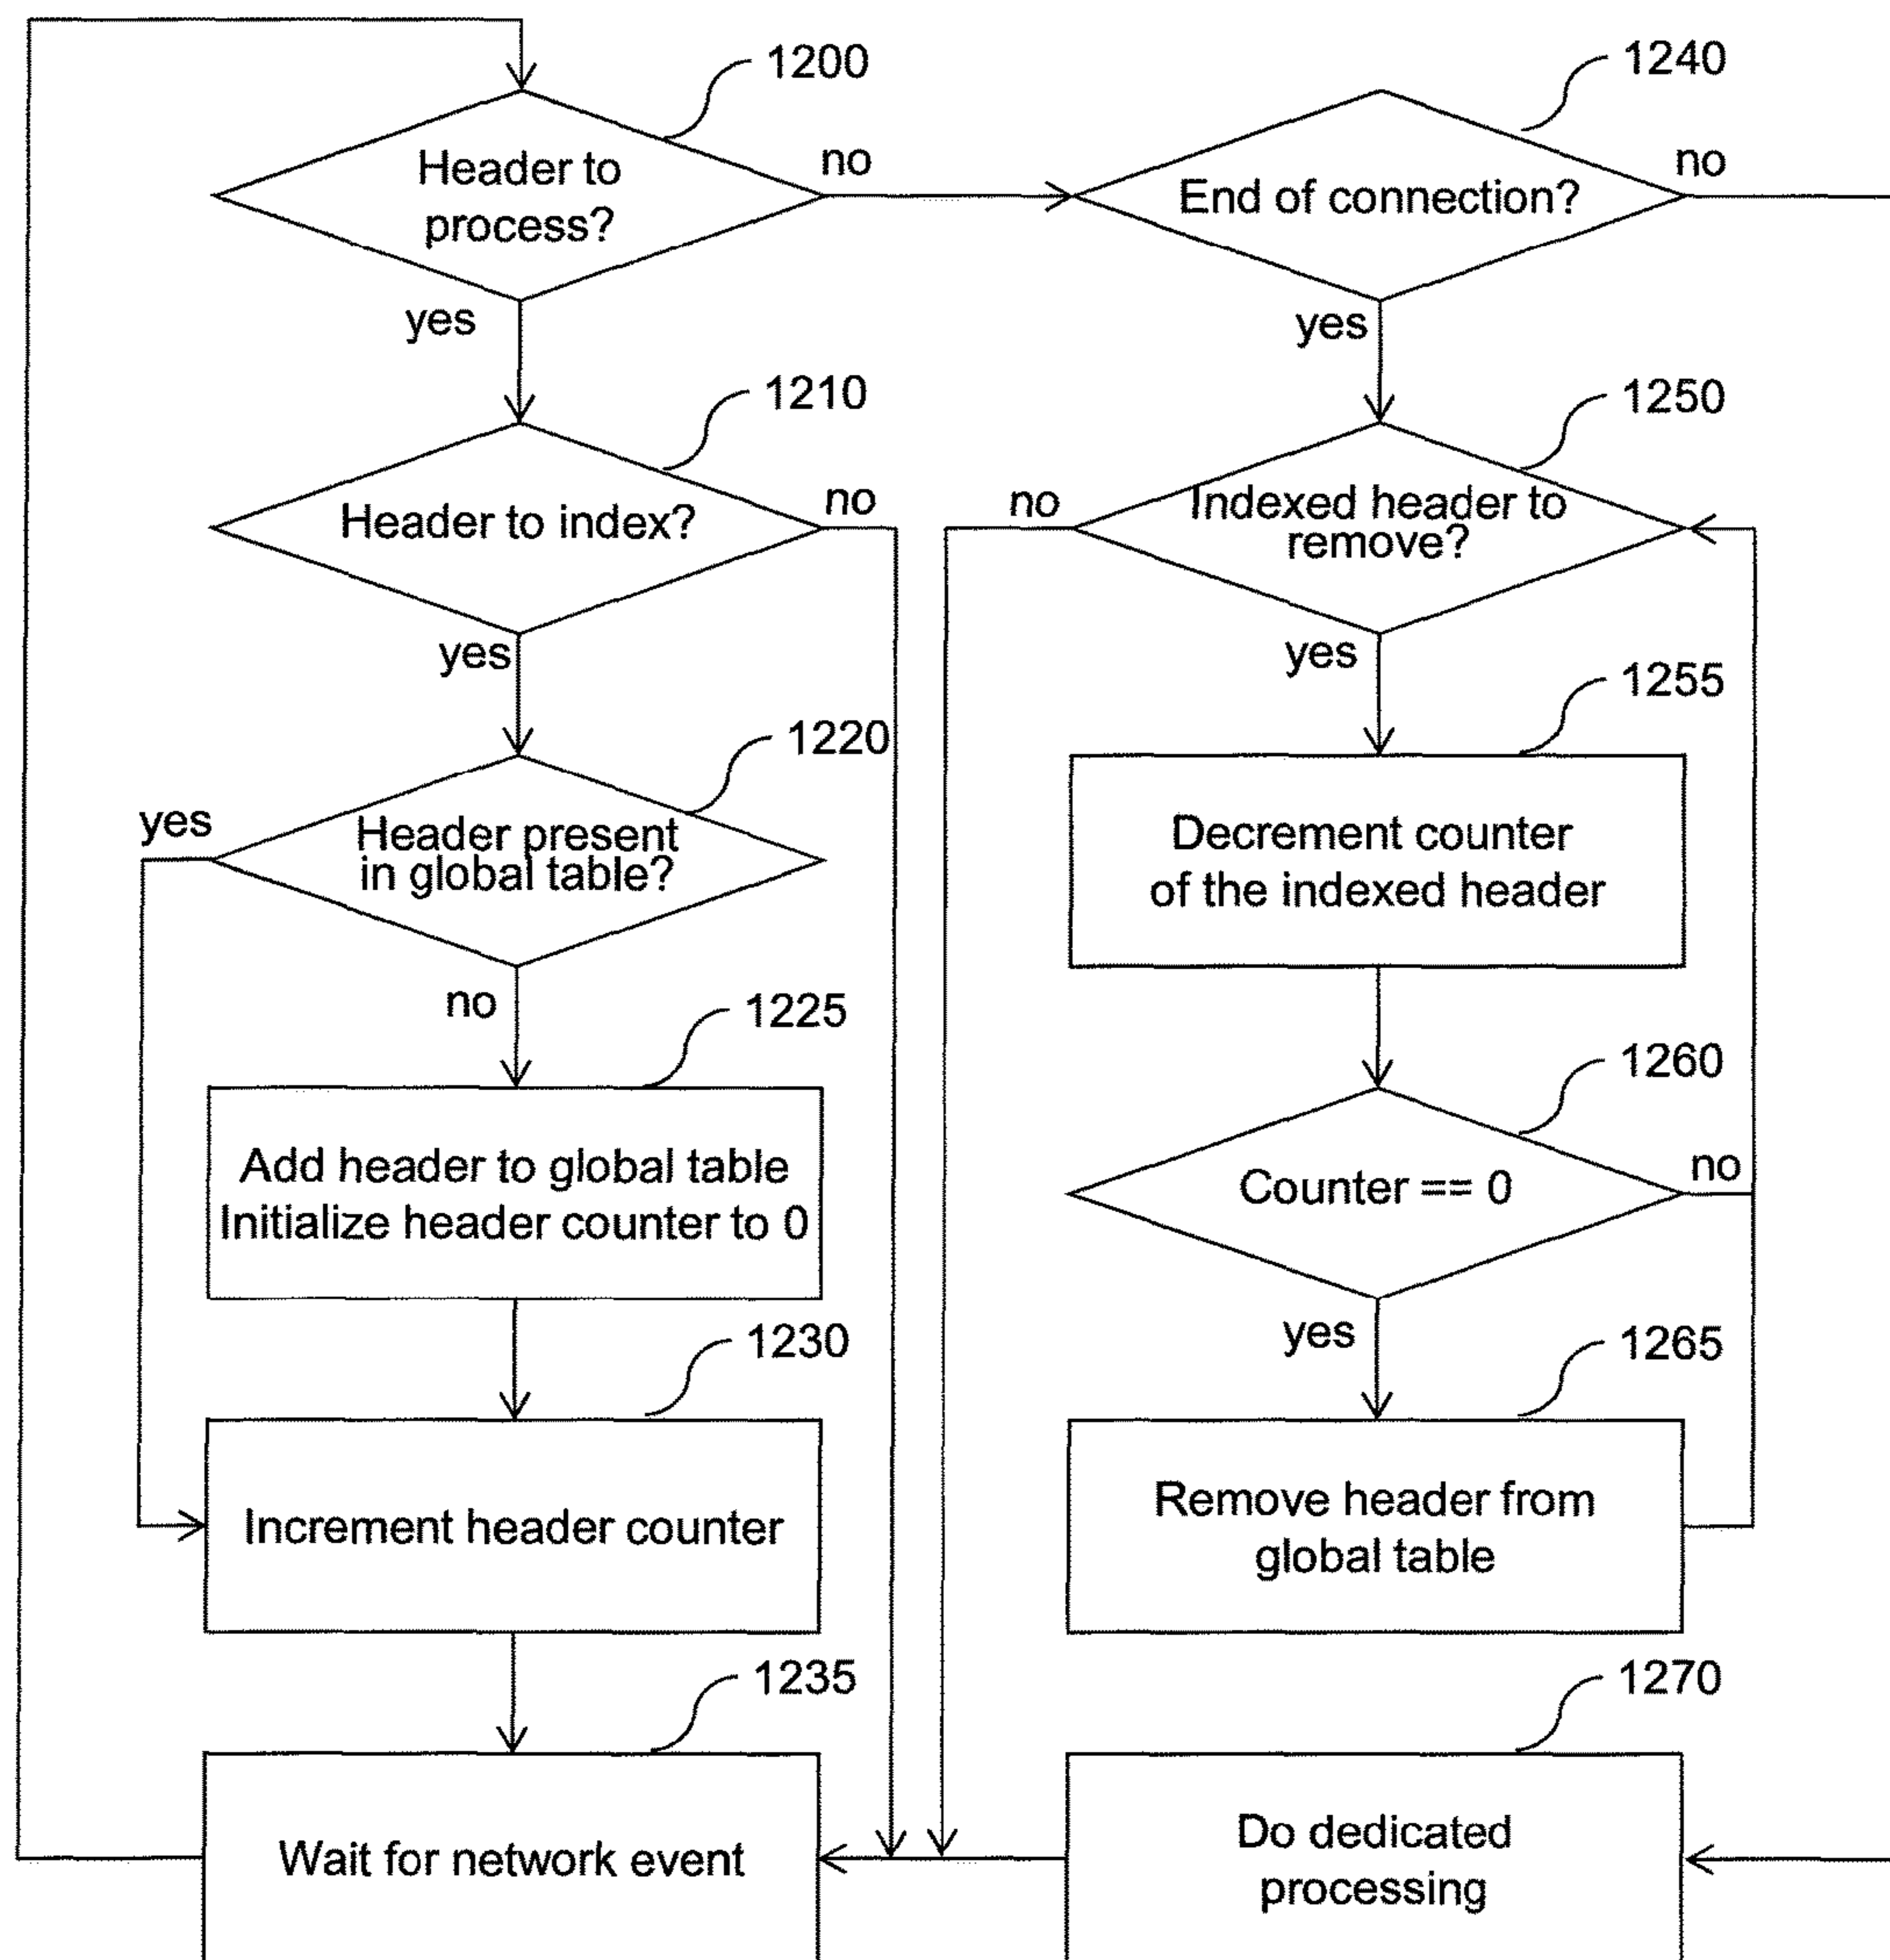 1200
Header to
process?
no
yes
1240
End of connection?
no
yes
1210
Header to index?
no
yes
1250
Indexed header to
remove?
no
yes
1220
Header present
in global table?
yes
no
1255
Decrement counter
of the indexed header
1225
Add header to global table
Initialize header counter to 0
1260
Counter == 0
no
yes
1230
Increment header counter
1265
Remove header from
global table
1235
Wait for network event
1270
Do dedicated
processing